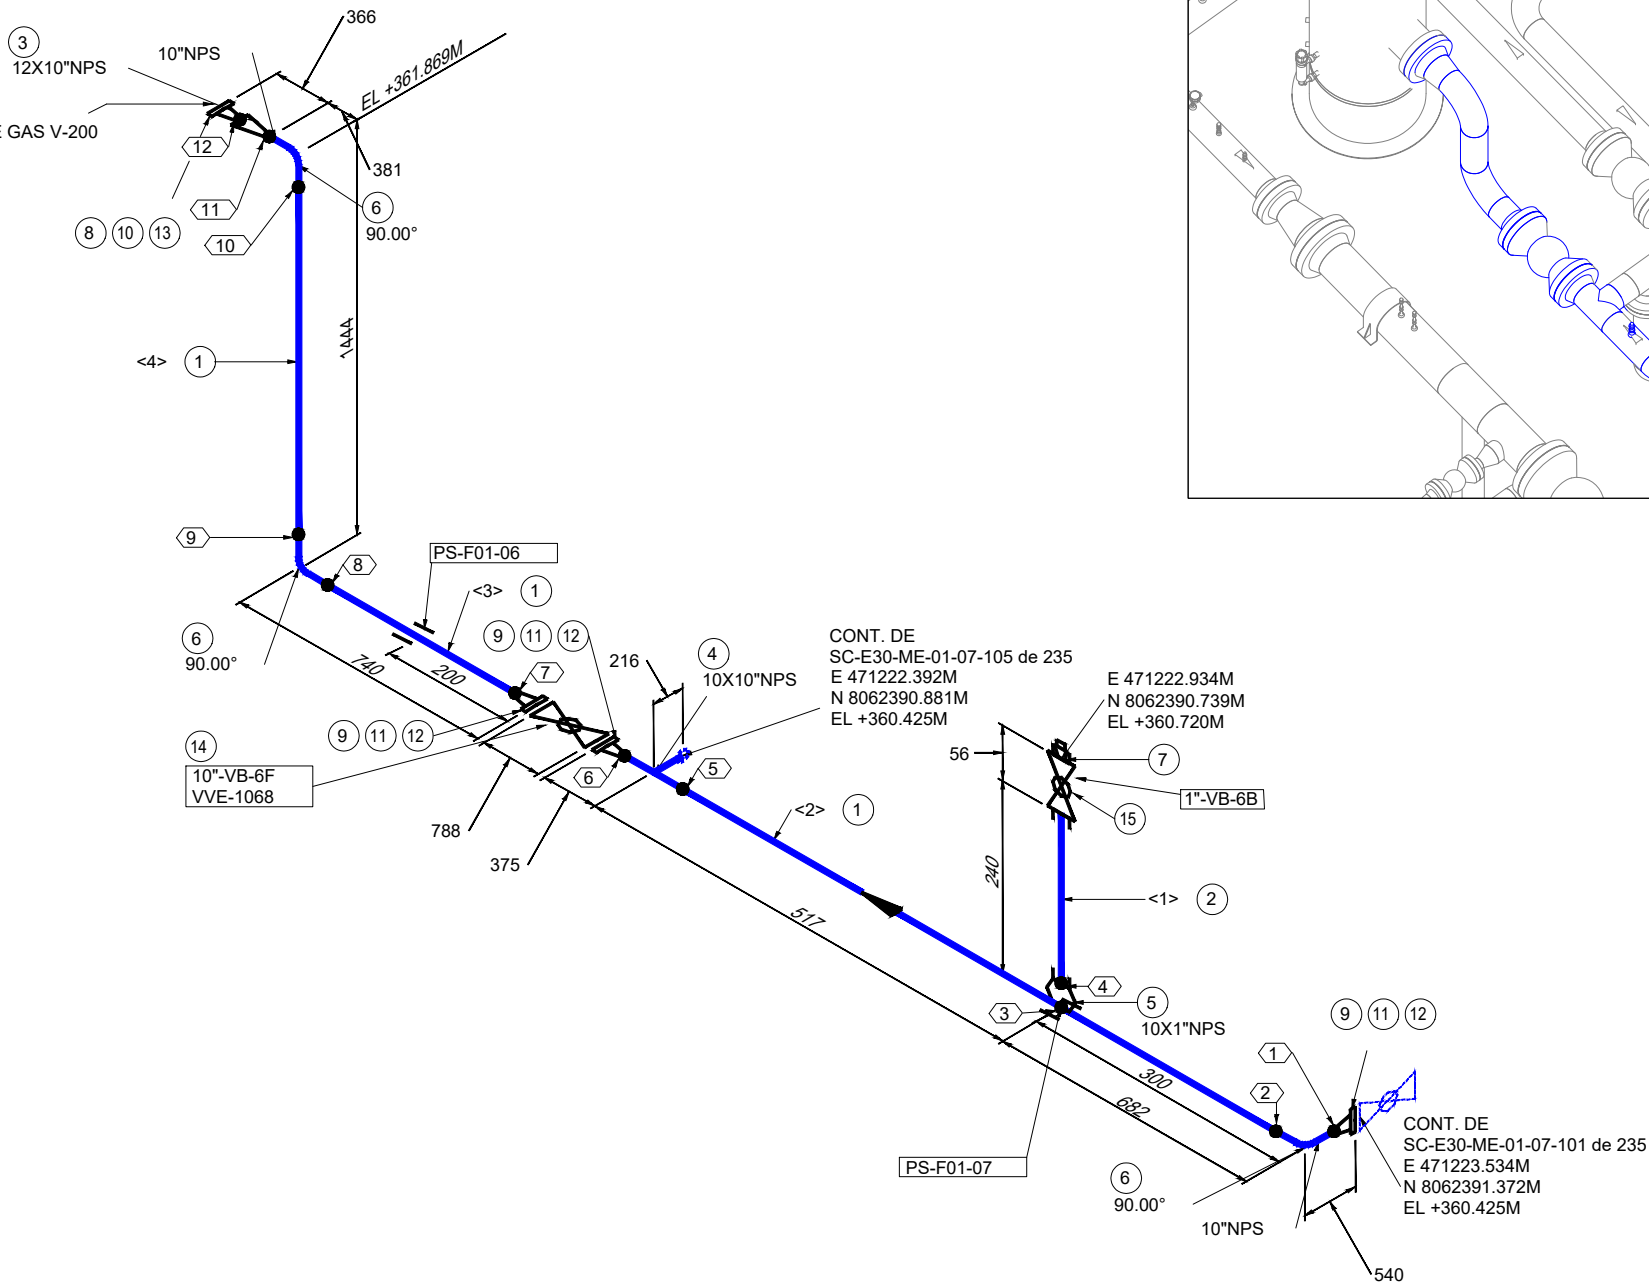 366
3
12X10"NPS
10"NPS
EL +361.869M
E GAS V-200
12
381
11
6
90.00°
8 10 13
10
1444
<4> 1
9
8
PS-F01-06
<3> 1
6
90.00°
740
200
9 11 12
7
216
4
10X10"NPS
CONT. DE
SC-E30-ME-01-07-105 de 235
E 471222.392M
N 8062390.881M
EL +360.425M
E 471222.934M
N 8062390.739M
EL +360.720M
9 11 12
14
10"-VB-6F
VVE-1068
6
5
56
7
1"-VB-6B
15
<2> 1
788
375
240
<1> 2
517
4
3
5
10X1"NPS
9 11 12
1
2
300
682
CONT. DE
SC-E30-ME-01-07-101 de 235
E 471223.534M
N 8062391.372M
EL +360.425M
PS-F01-07
6
90.00°
10"NPS
540